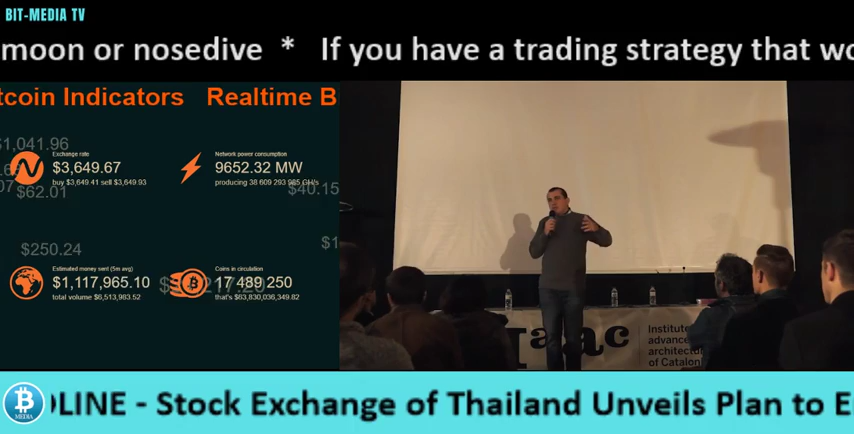 BIT-MEDIA TV
moon or nosedive * If you have a trading strategy that wo
tcoin Indicators Realtime B
$1,041.96
Exchange rate
$3,649.67
buy $3,649.41 sell $3,649.93
$62.01
Network power consumption
9652.32 MW
$40.15
$250.24
$1
Estimated money sent (5m avg)
$1,117,965.10
total volume $6,513,983.52
Coins in circulation
17 489 250
that's $63,830,036,349.82
Iaac
Institute
advance
architectu
of Catalon
B
MEDIA
LINE - Stock Exchange of Thailand Unveils Plan to E